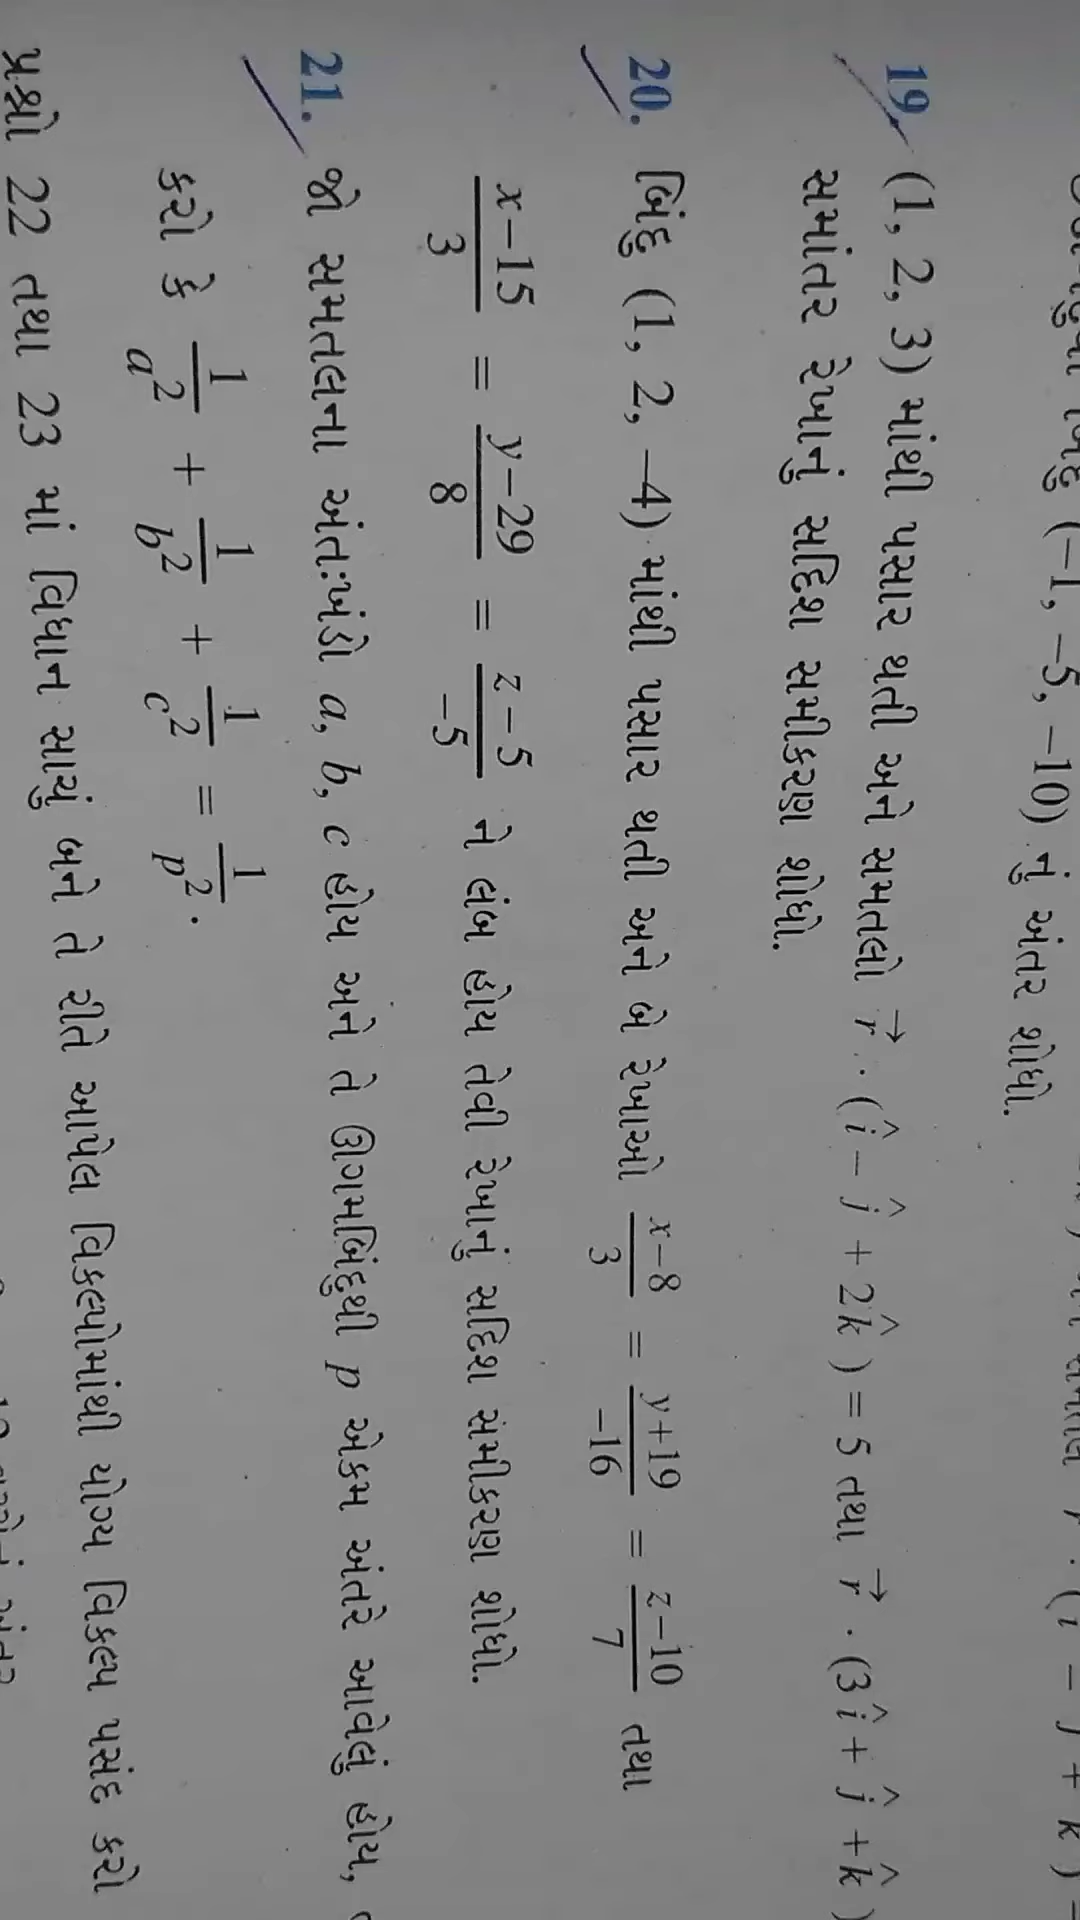 (–1, –5, –10) નું અંતર શોધો.
19. (1, 2, 3) માંથી પસાર થતી અને સમતલો r⃗ · (î – ĵ + 2k̂) = 5 તથા r⃗ · (3î + ĵ + k̂)
સમાંતર રેખાનું સદિશ સમીકરણ શોધો.
20. બિંદુ (1, 2, –4) માંથી પસાર થતી અને બે રેખાઓ (x–8)/3 = (y+19)/–16 = (z–10)/7 તથા
(x–15)/3 = (y–29)/8 = (z–5)/–5 ને લંબ હોય તેવી રેખાનું સદિશ સમીકરણ શોધો.
21. જો સમતલના અંતઃખંડો a, b, c હોય અને તે ઊગમબિંદુથી p એકમ અંતરે આવેલું હોય,
કરો કે 1/a² + 1/b² + 1/c² = 1/p².
પ્રશ્નો 22 તથા 23 માં વિધાન સાચું બને તે રીતે આપેલ વિકલ્પોમાંથી યોગ્ય વિકલ્પ પસંદ કરો